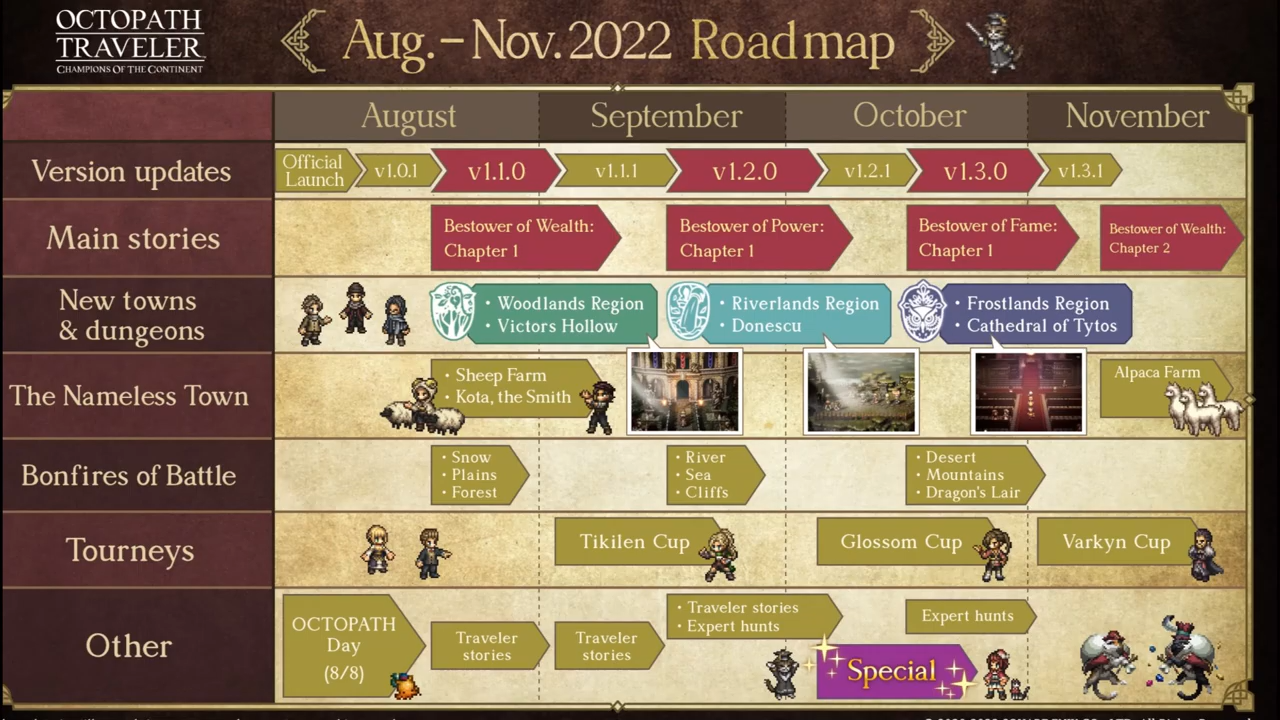 OCTOPATH
TRAVELER
CHAMPIONS OF THE CONTINENT
Aug. – Nov. 2022 Roadmap
August
September
October
November
Version updates
Official
Launch
v1.0.1
v1.1.0
v1.1.1
v1.2.0
v1.2.1
v1.3.0
v1.3.1
Main stories
Bestower of Wealth:
Chapter 1
Bestower of Power:
Chapter 1
Bestower of Fame:
Chapter 1
Bestower of Wealth:
Chapter 2
New towns
& dungeons
• Woodlands Region
• Victors Hollow
• Riverlands Region
• Donescu
• Frostlands Region
• Cathedral of Tytos
The Nameless Town
• Sheep Farm
• Kota, the Smith
Alpaca Farm
Bonfires of Battle
• Snow
• Plains
• Forest
• River
• Sea
• Cliffs
• Desert
• Mountains
• Dragon's Lair
Tourneys
Tikilen Cup
Glossom Cup
Varkyn Cup
Other
OCTOPATH
Day
(8/8)
Traveler
stories
Traveler
stories
• Traveler stories
• Expert hunts
Expert hunts
Special